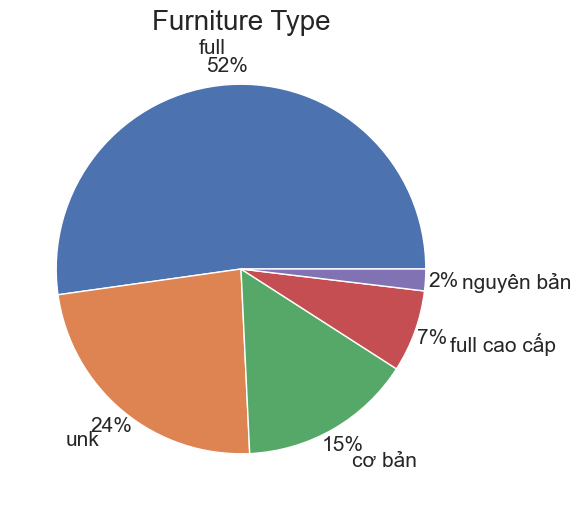 Furniture Type
full
52%
2%
nguyên bản
7%
full cao cấp
24%
unk
15%
cơ bản